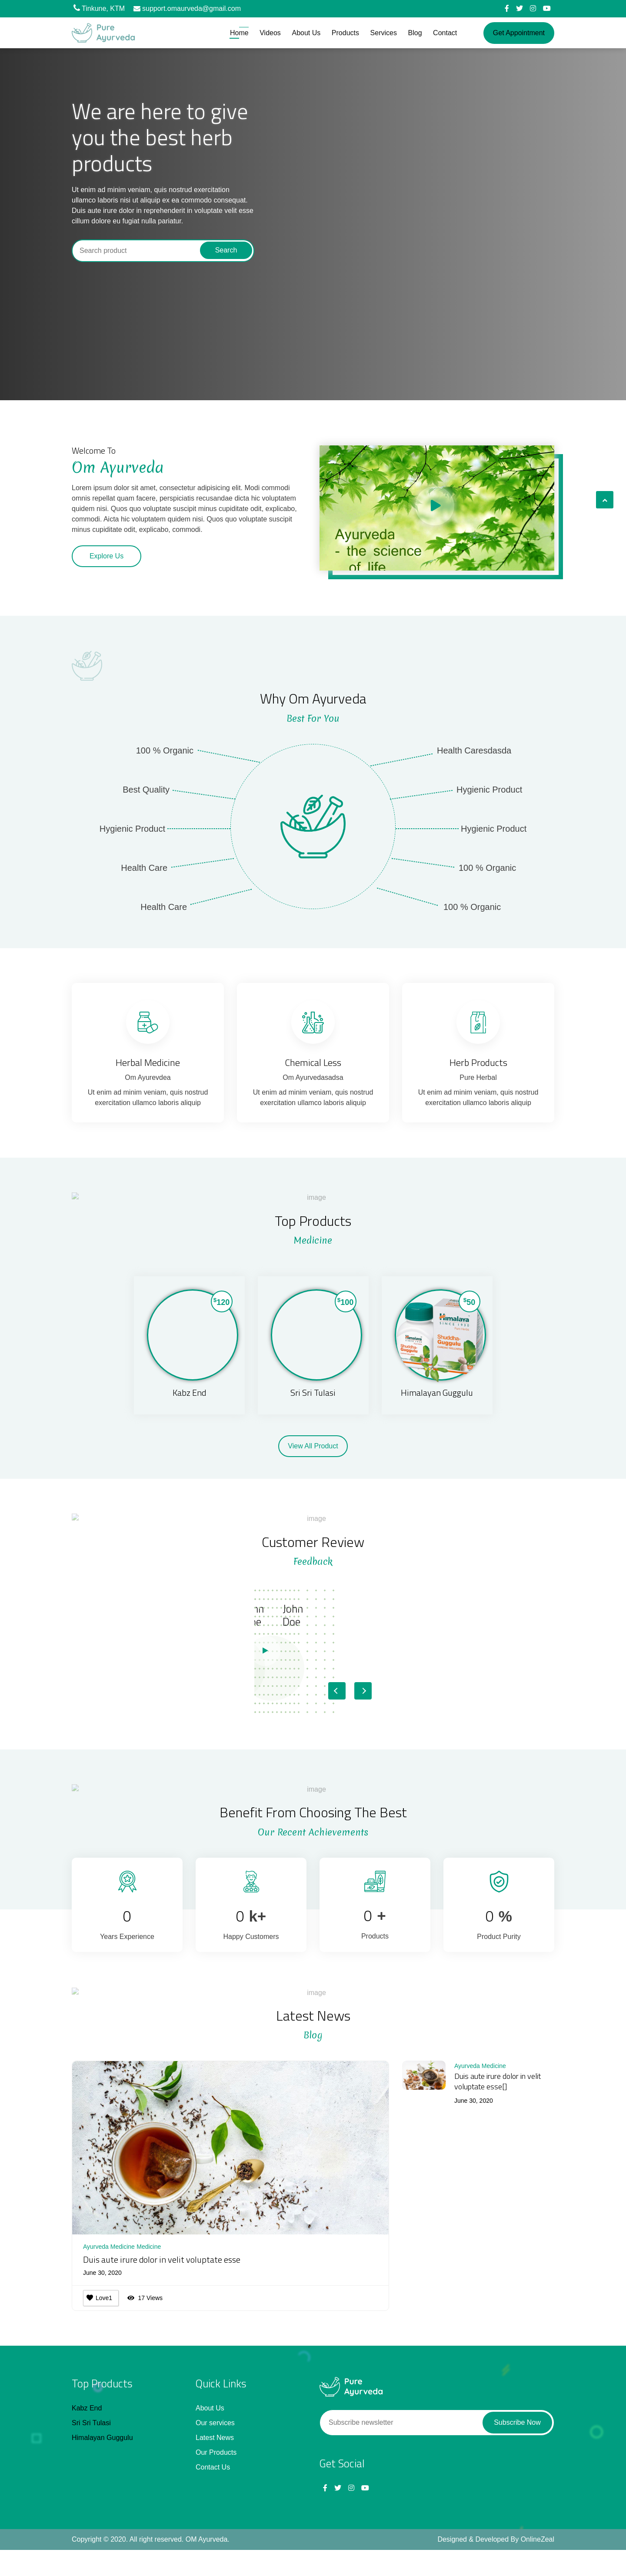 Tinkune, KTM support.omaurveda@gmail.com
Pure Ayurveda
Home Videos About Us Products Services Blog Contact Get Appointment
We are here to give
you the best herb
products
Ut enim ad minim veniam, quis nostrud exercitation
ullamco laboris nisi ut aliquip ex ea commodo consequat.
Duis aute irure dolor in reprehenderit in voluptate velit esse
cillum dolore eu fugiat nulla pariatur.
Search product Search
Welcome To
Om Ayurveda
Lorem ipsum dolor sit amet, consectetur adipisicing elit. Modi commodi
omnis repellat quam facere, perspiciatis recusandae dicta hic voluptatem
quidem nisi. Quos quo voluptate suscipit minus cupiditate odit, explicabo,
commodi. Aicta hic voluptatem quidem nisi. Quos quo voluptate suscipit
minus cupiditate odit, explicabo, commodi.
Explore Us
Ayurveda
- the science
of life
Why Om Ayurveda
Best For You
100 % Organic
Best Quality
Hygienic Product
Health Care
Health Care
Health Caresdasda
Hygienic Product
Hygienic Product
100 % Organic
100 % Organic
Herbal Medicine
Om Ayurevdea
Ut enim ad minim veniam, quis nostrud
exercitation ullamco laboris aliquip
Chemical Less
Om Ayurvedasadsa
Ut enim ad minim veniam, quis nostrud
exercitation ullamco laboris aliquip
Herb Products
Pure Herbal
Ut enim ad minim veniam, quis nostrud
exercitation ullamco laboris aliquip
image
Top Products
Medicine
$120
Kabz End
$100
Sri Sri Tulasi
$50
Himalaya
Shuddha
Guggulu
Himalayan Guggulu
View All Product
image
Customer Review
Feedback
John
Doe
image
Benefit From Choosing The Best
Our Recent Achievements
0
Years Experience
0 k+
Happy Customers
0 +
Products
0 %
Product Purity
image
Latest News
Blog
Ayurveda Medicine Medicine
Duis aute irure dolor in velit voluptate esse
June 30, 2020
Love1 17 Views
Ayurveda Medicine
Duis aute irure dolor in velit
voluptate esse[]
June 30, 2020
Top Products
Kabz End
Sri Sri Tulasi
Himalayan Guggulu
Quick Links
About Us
Our services
Latest News
Our Products
Contact Us
Pure
Ayurveda
Subscribe newsletter Subscribe Now
Get Social
Copyright © 2020. All right reserved. OM Ayurveda. Designed & Developed By OnlineZeal